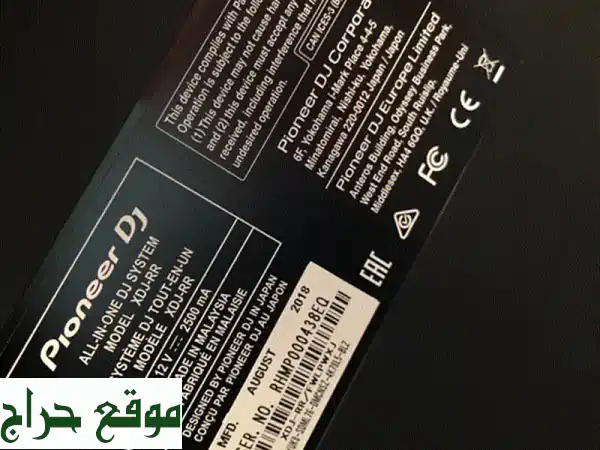 This device complies with Pa
Operation is subject to the follo
(1) This device may not cause har
and (2) this device must accept any
received, including interference that m
undesired operation.
CAN ICES-3 (B
Pioneer DJ Corpora
6F, Yokohama i-Mark Place 4-4-5
Minatomirai, Nishi-ku, Yokohama,
Kanagawa 220-0012 Japan / Japon
Pioneer DJ Europe Limited
Anteros Building, Odyssey Business Park,
West End Road, South Ruislip,
Middlesex, HA4 6QQ, U.K / Royaume-Uni
FC CE
EAC
Pioneer DJ
ALL-IN-ONE DJ SYSTEM
MODEL XDJ-RR
SYSTÈME DJ TOUT-EN-UN
MODÈLE XDJ-RR
12 V 2500 mA
MADE IN MALAYSIA
FABRIQUÉ EN MALAISIE
DESIGNED BY PIONEER DJ IN JAPAN
CONÇU PAR PIONEER DJ AU JAPON
MFD. AUGUST 2018
SER. NO. RHMP000438EQ
موقع حراج